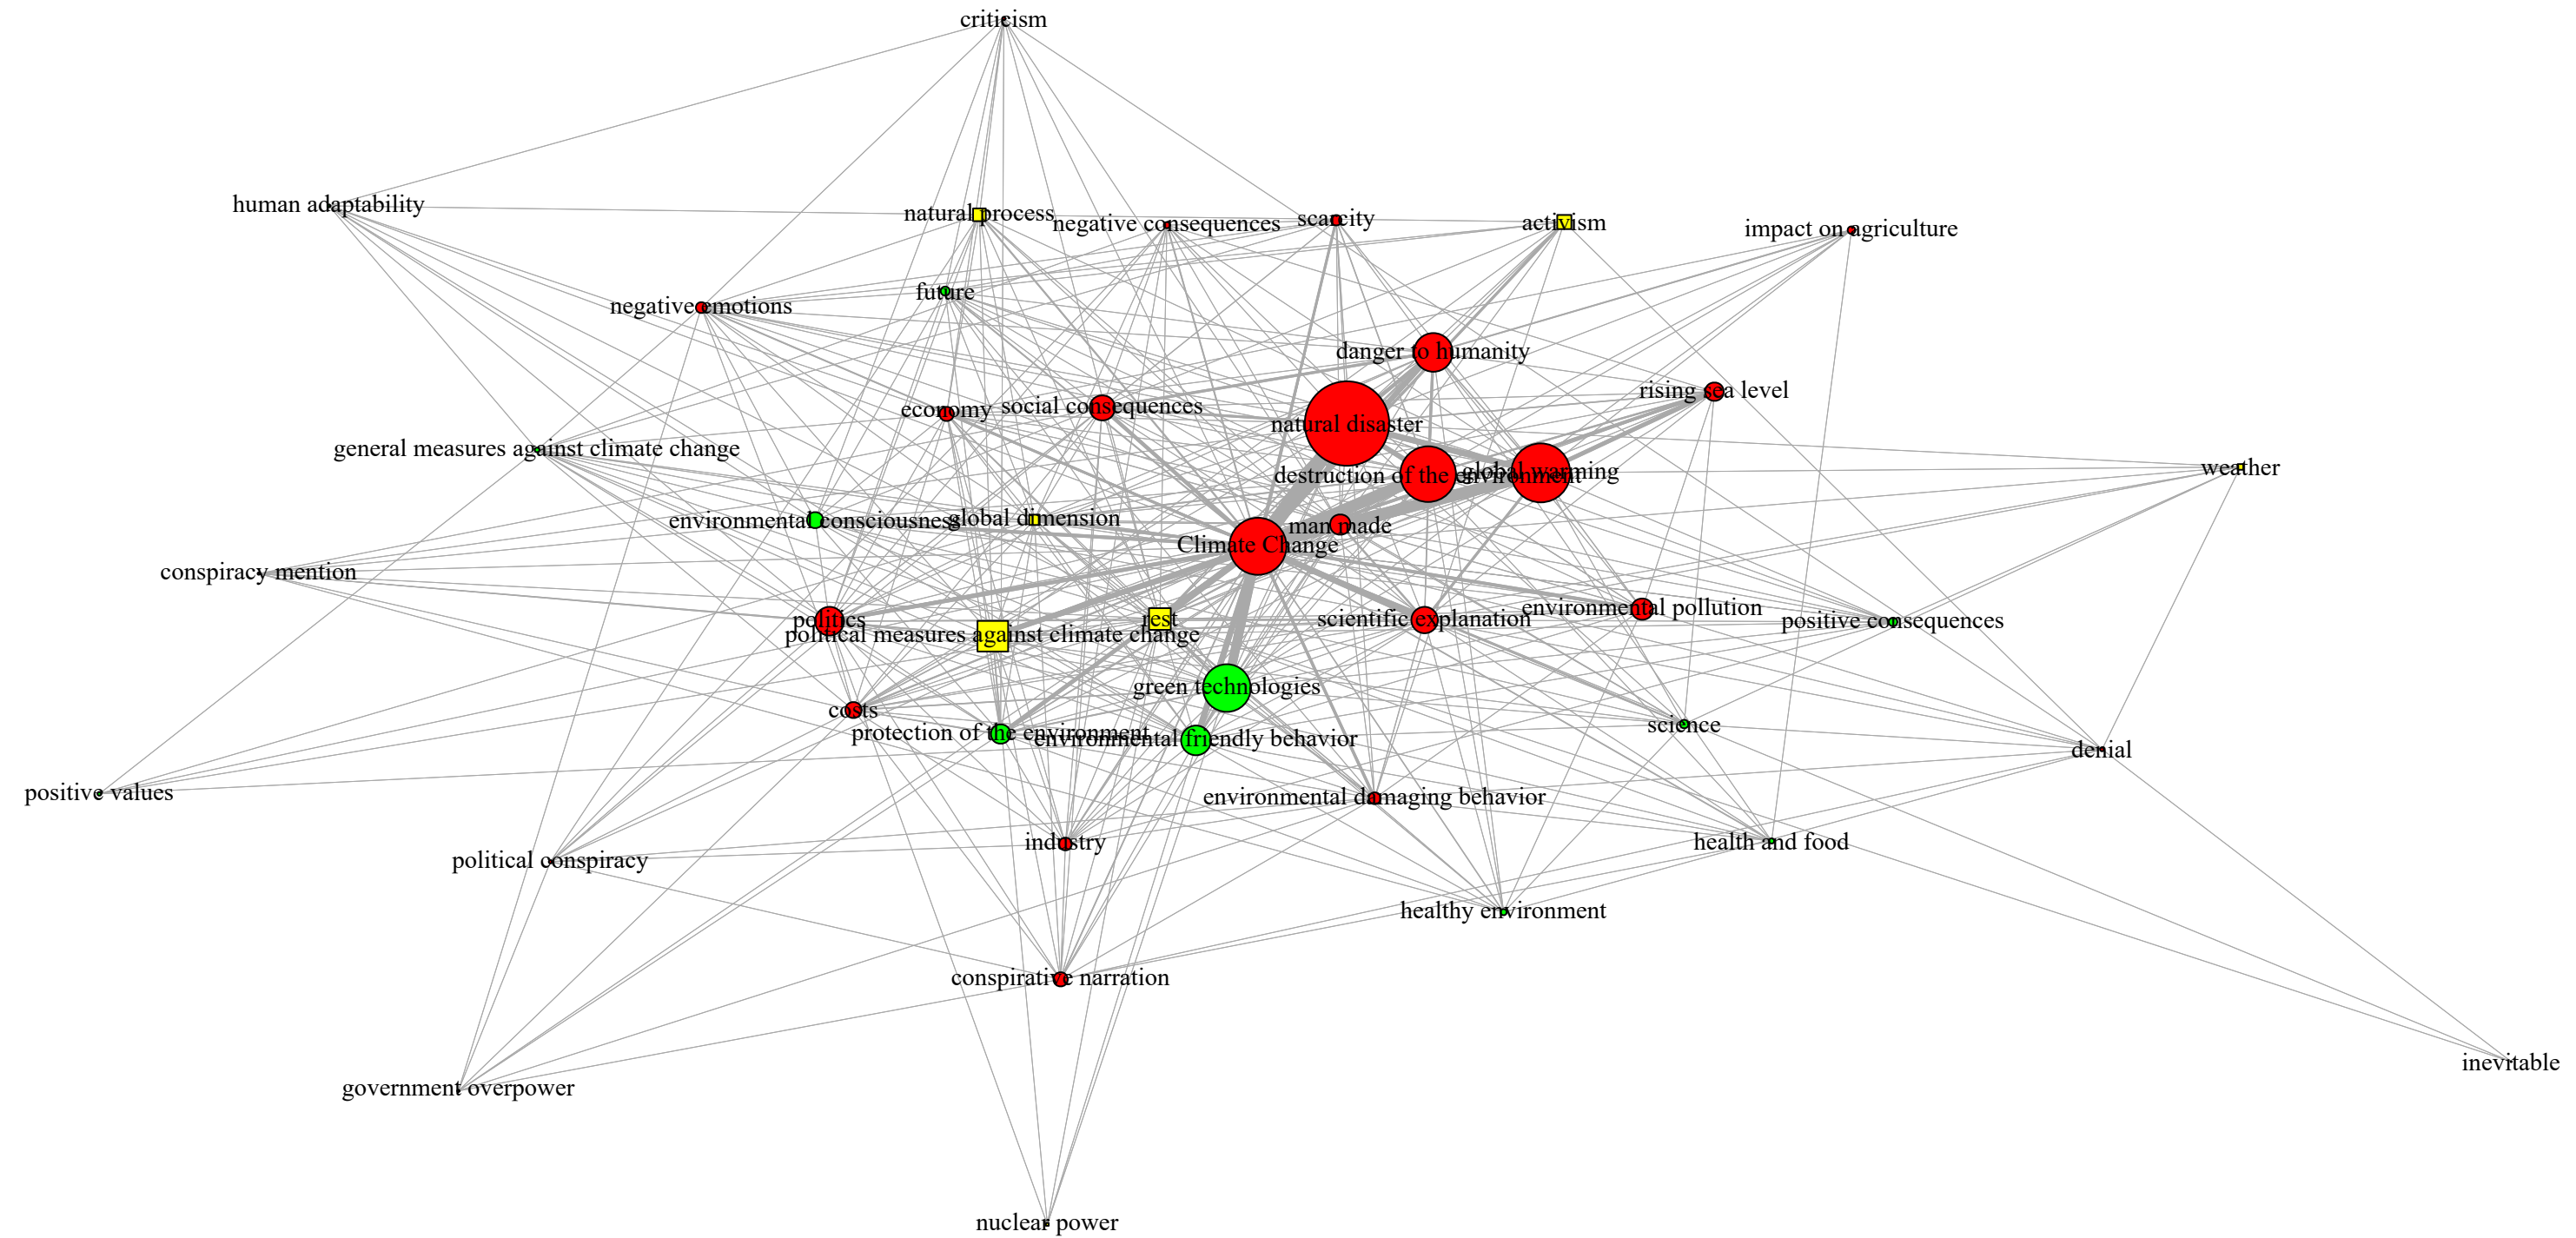 criticism
human adaptability
natural process
negative consequences
scarcity
activism
impact on agriculture
future
negative emotions
danger to humanity
rising sea level
economy
social consequences
natural disaster
general measures against climate change
weather
destruction of the environment
global warming
environmental consciousness
global dimension
man made
Climate Change
conspiracy mention
politics
rest
scientific explanation
environmental pollution
positive consequences
political measures against climate change
green technologies
costs
science
protection of the environment
environmental friendly behavior
denial
positive values
environmental damaging behavior
industry
health and food
political conspiracy
healthy environment
conspirative narration
inevitable
government overpower
nuclear power